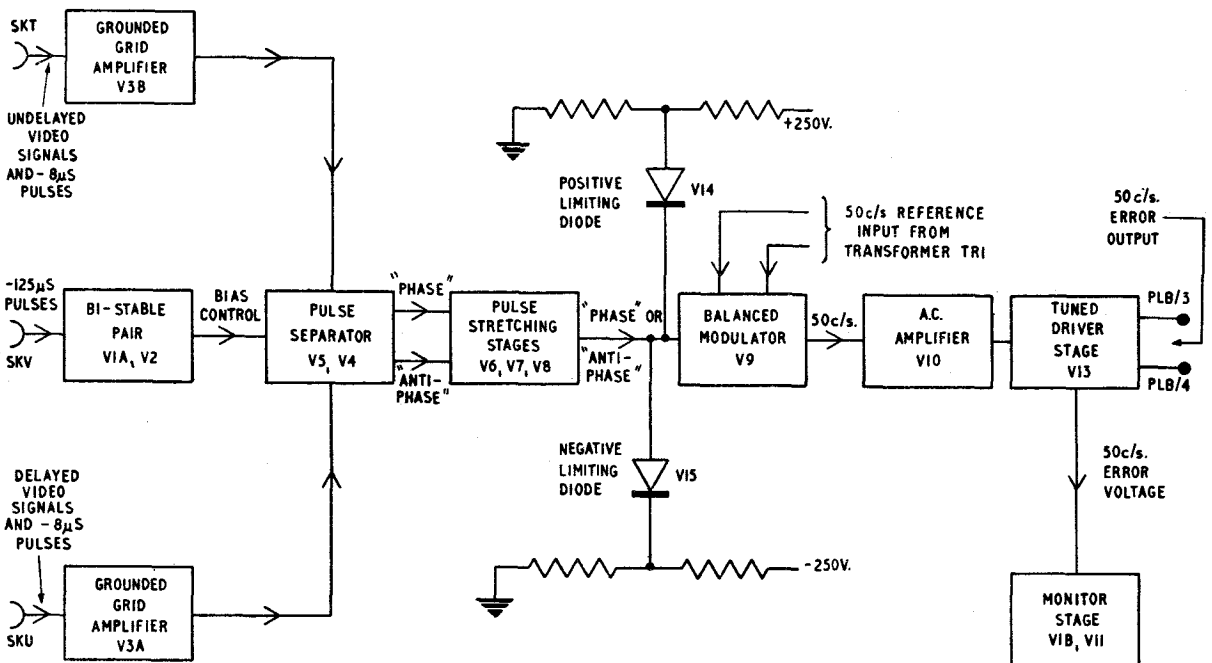 SKT
GROUNDED
GRID
AMPLIFIER
V3B
UNDELAYED
VIDEO
SIGNALS
AND -8µS
PULSES
+250V.
POSITIVE
LIMITING
DIODE
V14
50c/s REFERENCE
INPUT FROM
TRANSFORMER TR1
50c/s.
ERROR
OUTPUT
-125µS
PULSES
SKV
BI-STABLE
PAIR
V1A, V2
BIAS
CONTROL
PULSE
SEPARATOR
V5, V4
"PHASE"
"ANTI-
PHASE"
PULSE
STRETCHING
STAGES
V6, V7, V8
"PHASE" OR
"ANTI-
PHASE"
BALANCED
MODULATOR
V9
50c/s.
A.C.
AMPLIFIER
V10
TUNED
DRIVER
STAGE
V13
PLB/3
PLB/4
NEGATIVE
LIMITING
DIODE
V15
-250V.
50c/s.
ERROR
VOLTAGE
DELAYED
VIDEO
SIGNALS
AND -8µS
PULSES
SKU
GROUNDED
GRID
AMPLIFIER
V3A
MONITOR
STAGE
V1B, V11